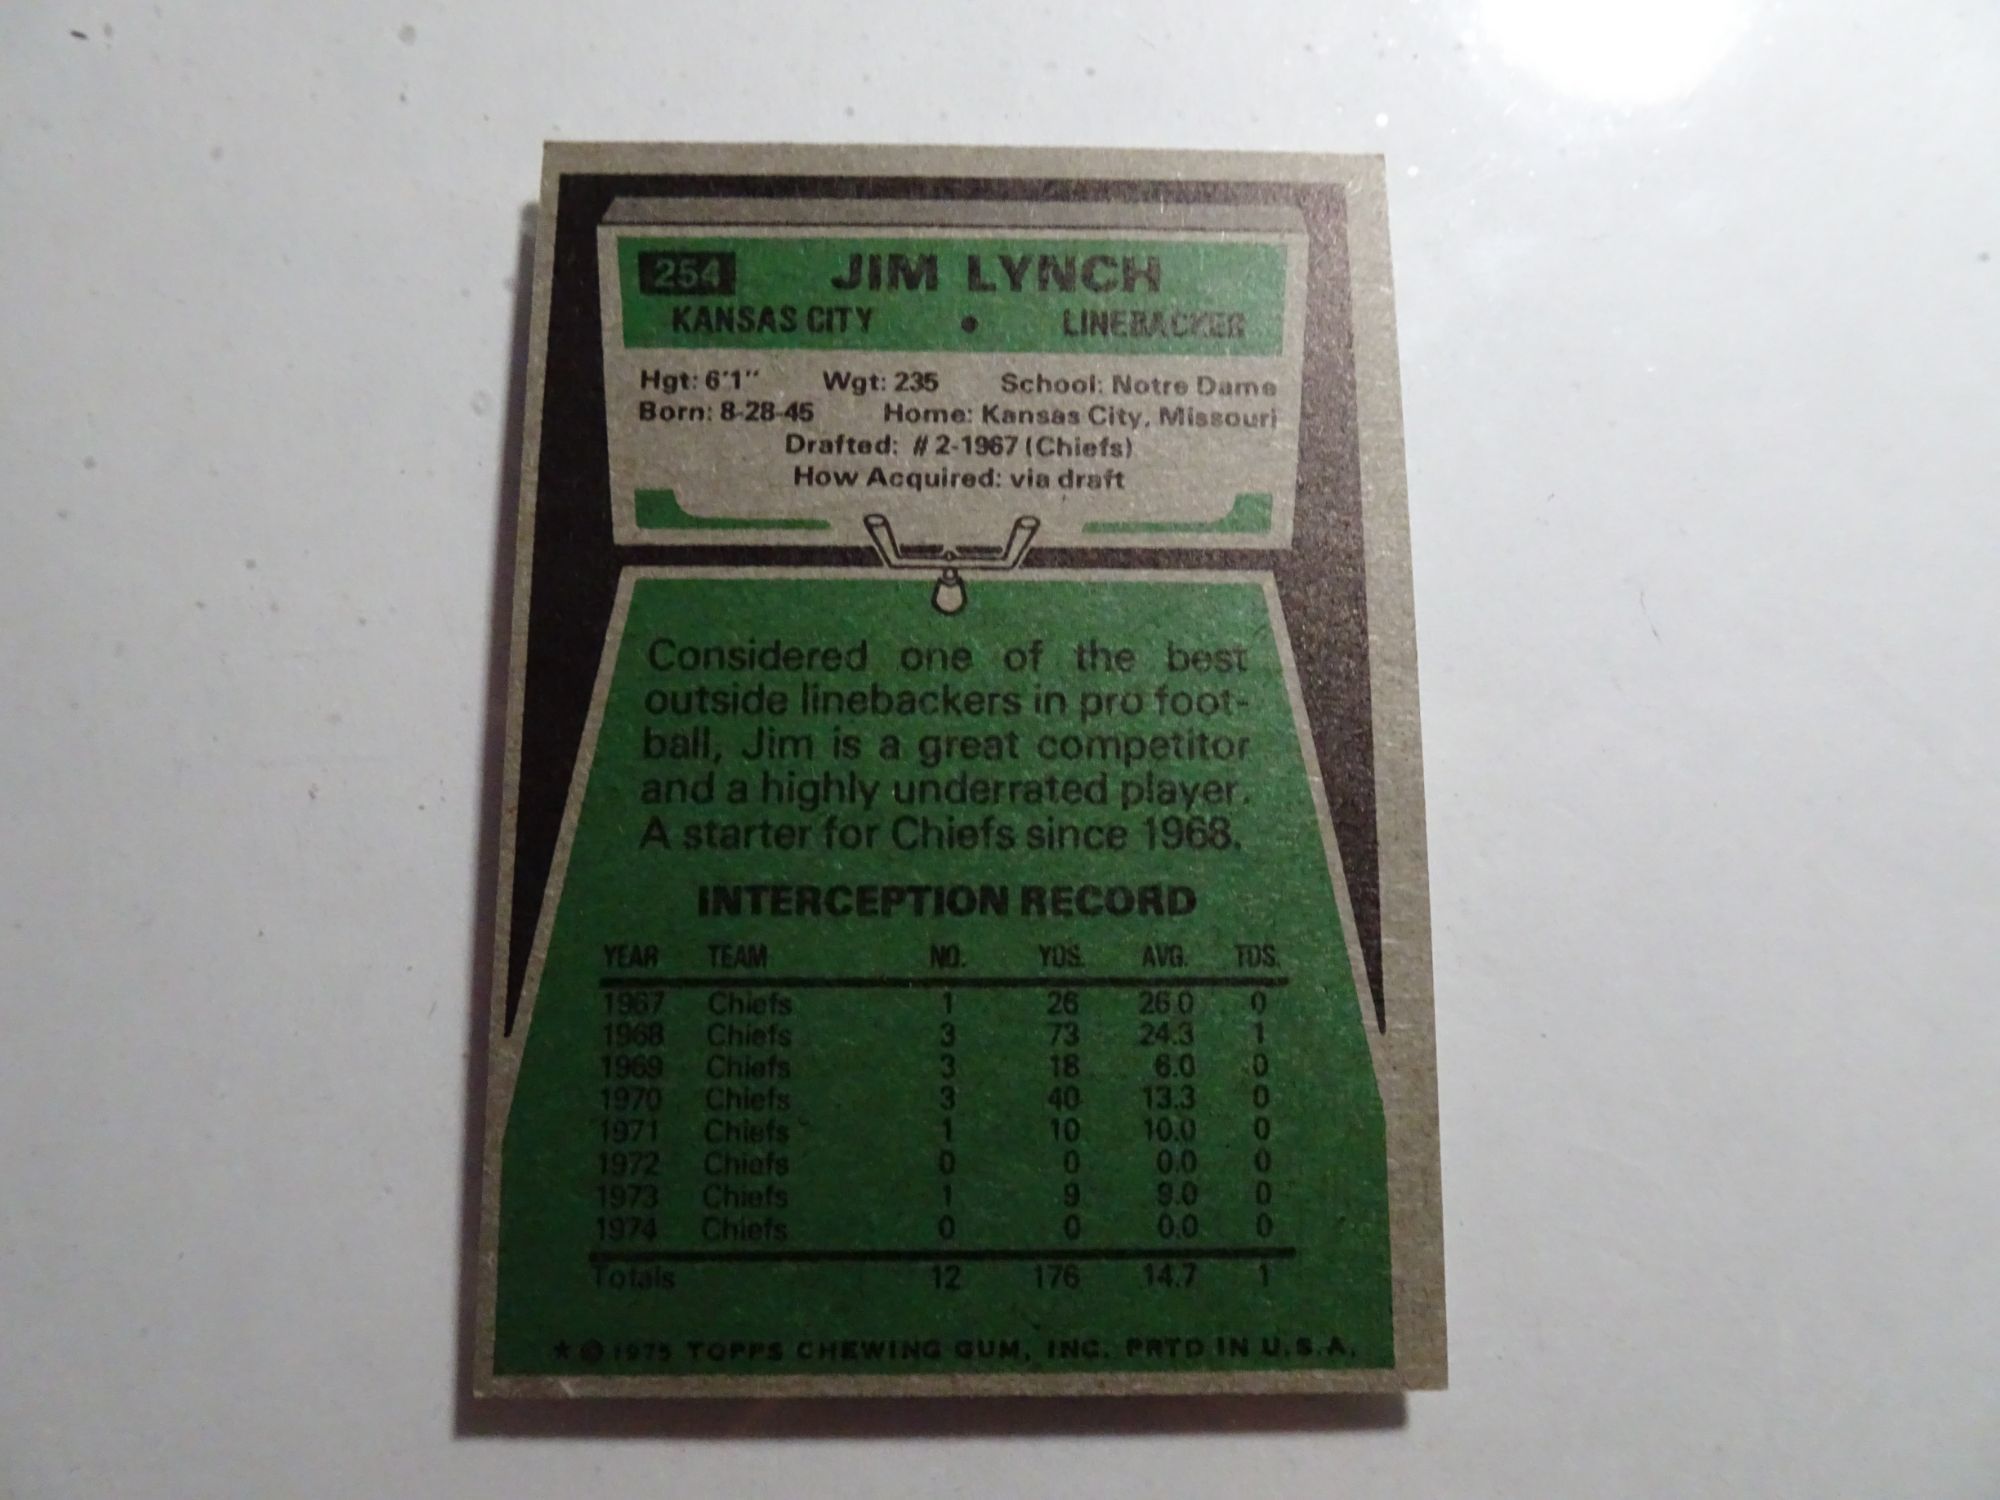 254 JIM LYNCH
KANSAS CITY • LINEBACKER
Hgt: 6'1" Wgt: 235 School: Notre Dame
Born: 8-28-45 Home: Kansas City, Missouri
Drafted: # 2-1967 (Chiefs)
How Acquired: via draft
Considered one of the best
outside linebackers in pro foot-
ball, Jim is a great competitor
and a highly underrated player.
A starter for Chiefs since 1968.
INTERCEPTION RECORD
YEAR TEAM NO. YDS. AVG. TDS.
1967 Chiefs 1 26 26.0 0
1968 Chiefs 3 73 24.3 1
1969 Chiefs 3 18 6.0 0
1970 Chiefs 3 40 13.3 0
1971 Chiefs 1 10 10.0 0
1972 Chiefs 0 0 0.0 0
1973 Chiefs 1 9 9.0 0
1974 Chiefs 0 0 0.0 0
Totals 12 176 14.7 1
★ © 1975 TOPPS CHEWING GUM, INC. PRTD IN U.S.A.